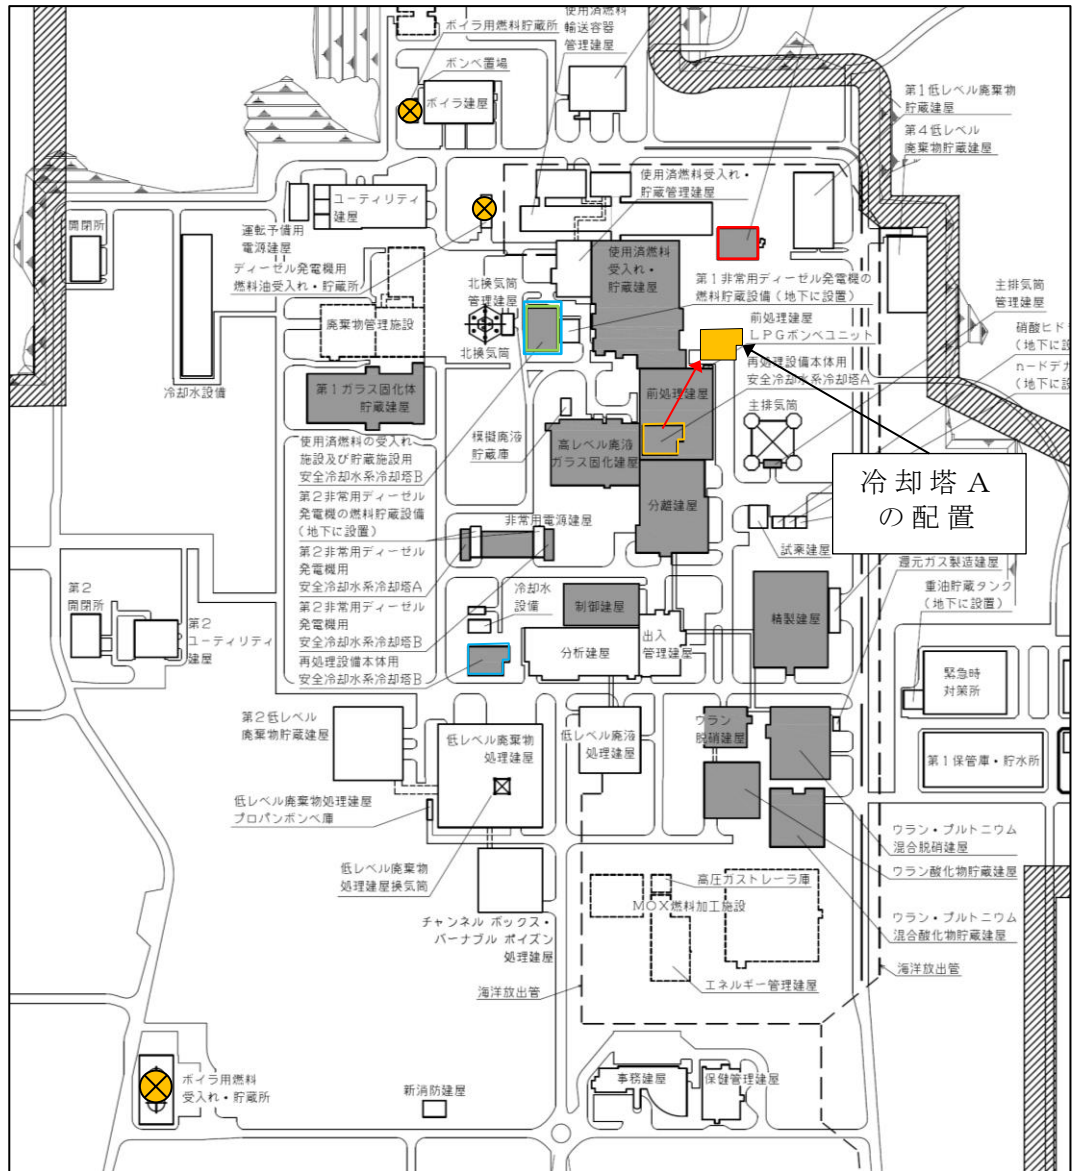 ボイラ用燃料貯蔵所
使用済燃料
輸送容器
管理建屋
ボンベ置場
ボイラ建屋
第1低レベル廃棄物
貯蔵建屋
第4低レベル
廃棄物貯蔵建屋
使用済燃料受入れ・
貯蔵管理建屋
ユーティリティ
建屋
開閉所
運転予備用
電源建屋
ディーゼル発電機用
燃料油受入れ・貯蔵所
使用済燃料
受入れ・
貯蔵建屋
第1非常用ディーゼル発電機の
燃料貯蔵設備(地下に設置)
主排気筒
管理建屋
北換気筒
管理建屋
廃棄物管理施設
北換気筒
前処理建屋
LPGボンベユニット
硝酸ヒド
(地下に設
n-ドデカ
(地下に設
再処理設備本体用
安全冷却水系冷却塔A
冷却水設備
第1ガラス固化体
貯蔵建屋
前処理建屋
主排気筒
模擬廃液
貯蔵庫
高レベル廃液
ガラス固化建屋
使用済燃料の受入れ
施設及び貯蔵施設用
安全冷却水系冷却塔B
冷却塔A
の配置
第2非常用ディーゼル
発電機の燃料貯蔵設備
(地下に設置)
非常用電源建屋
分離建屋
試薬建屋
第2非常用ディーゼル
発電機用
安全冷却水系冷却塔A
還元ガス製造建屋
重油貯蔵タンク
(地下に設置)
第2
開閉所
冷却水
設備
制御建屋
精製建屋
第2非常用ディーゼル
発電機用
安全冷却水系冷却塔B
第2
ユーティリティ
建屋
出入
管理建屋
分析建屋
再処理設備本体用
安全冷却水系冷却塔B
緊急時
対策所
第2低レベル
廃棄物貯蔵建屋
低レベル廃棄物
処理建屋
低レベル廃液
処理建屋
ウラン
脱硝建屋
第1保管庫・貯水所
低レベル廃棄物処理建屋
プロパンボンベ庫
ウラン・プルトニウム
混合脱硝建屋
低レベル廃棄物
処理建屋換気筒
ウラン酸化物貯蔵建屋
高圧ガストレーラ庫
MOX燃料加工施設
チャンネル ボックス・
バーナブル ポイズン
処理建屋
ウラン・プルトニウム
混合酸化物貯蔵建屋
海洋放出管
エネルギー管理建屋
海洋放出管
ボイラ用燃料
受入れ・貯蔵所
新消防建屋
事務建屋
保健管理建屋